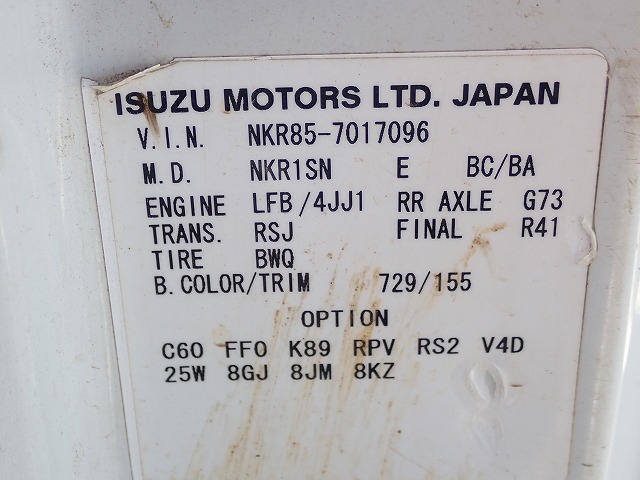 ISUZU MOTORS LTD. JAPAN
V.I.N. NKR85-7017096
M.D. NKR1SN E BC/BA
ENGINE LFB/4JJ1 RR AXLE G73
TRANS. RSJ FINAL R41
TIRE BWQ
B.COLOR/TRIM 729/155
OPTION
C60 FF0 K89 RPV RS2 V4D
25W 8GJ 8JM 8KZ